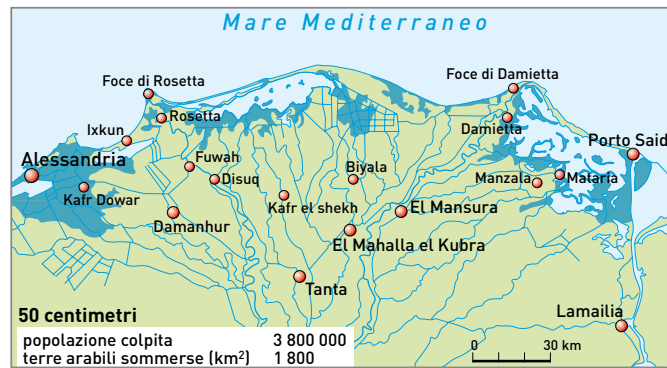 Mare Mediterraneo
Foce di Rosetta
Foce di Damietta
Rosetta
Damietta
Ixkun
Porto Said
Alessandria
Fuwah
Biyala
Disuq
Manzala
Mataria
Kafr Dowar
Kafr el shekh
Damanhur
El Mansura
El Mahalla el Kubra
Tanta
Lamailia
50 centimetri
popolazione colpita 3 800 000
terre arabili sommerse (km²) 1 800
0 30 km